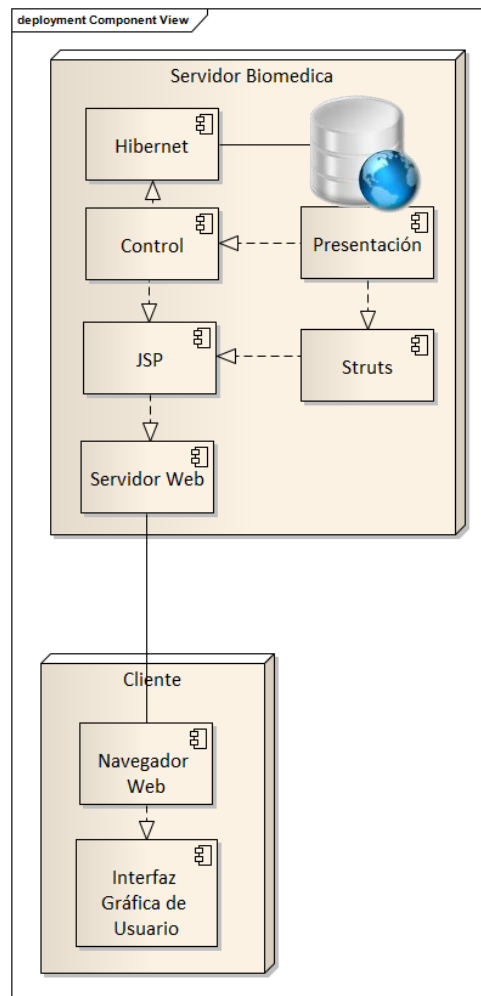 deployment Component View
Servidor Biomedica
Hibernet
Control
Presentación
JSP
Struts
Servidor Web
Cliente
Navegador
Web
Interfaz
Gráfica de
Usuario